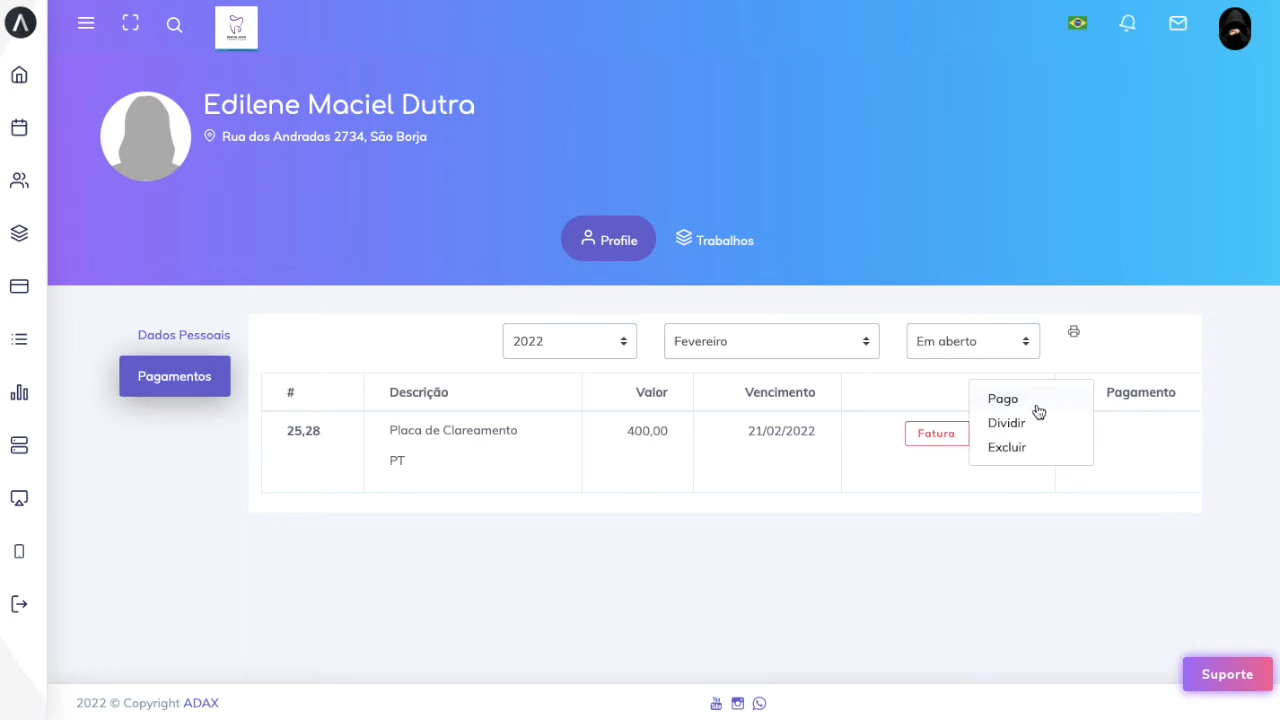 Edilene Maciel Dutra
Rua dos Andradas 2734, São Borja
Profile
Trabalhos
Dados Pessoais
Pagamentos
2022
Fevereiro
Em aberto
# Descrição Valor Vencimento Pagamento
25,28 Placa de Clareamento 400,00 21/02/2022 Fatura
PT
Pago
Dividir
Excluir
Suporte
2022 © Copyright ADAX